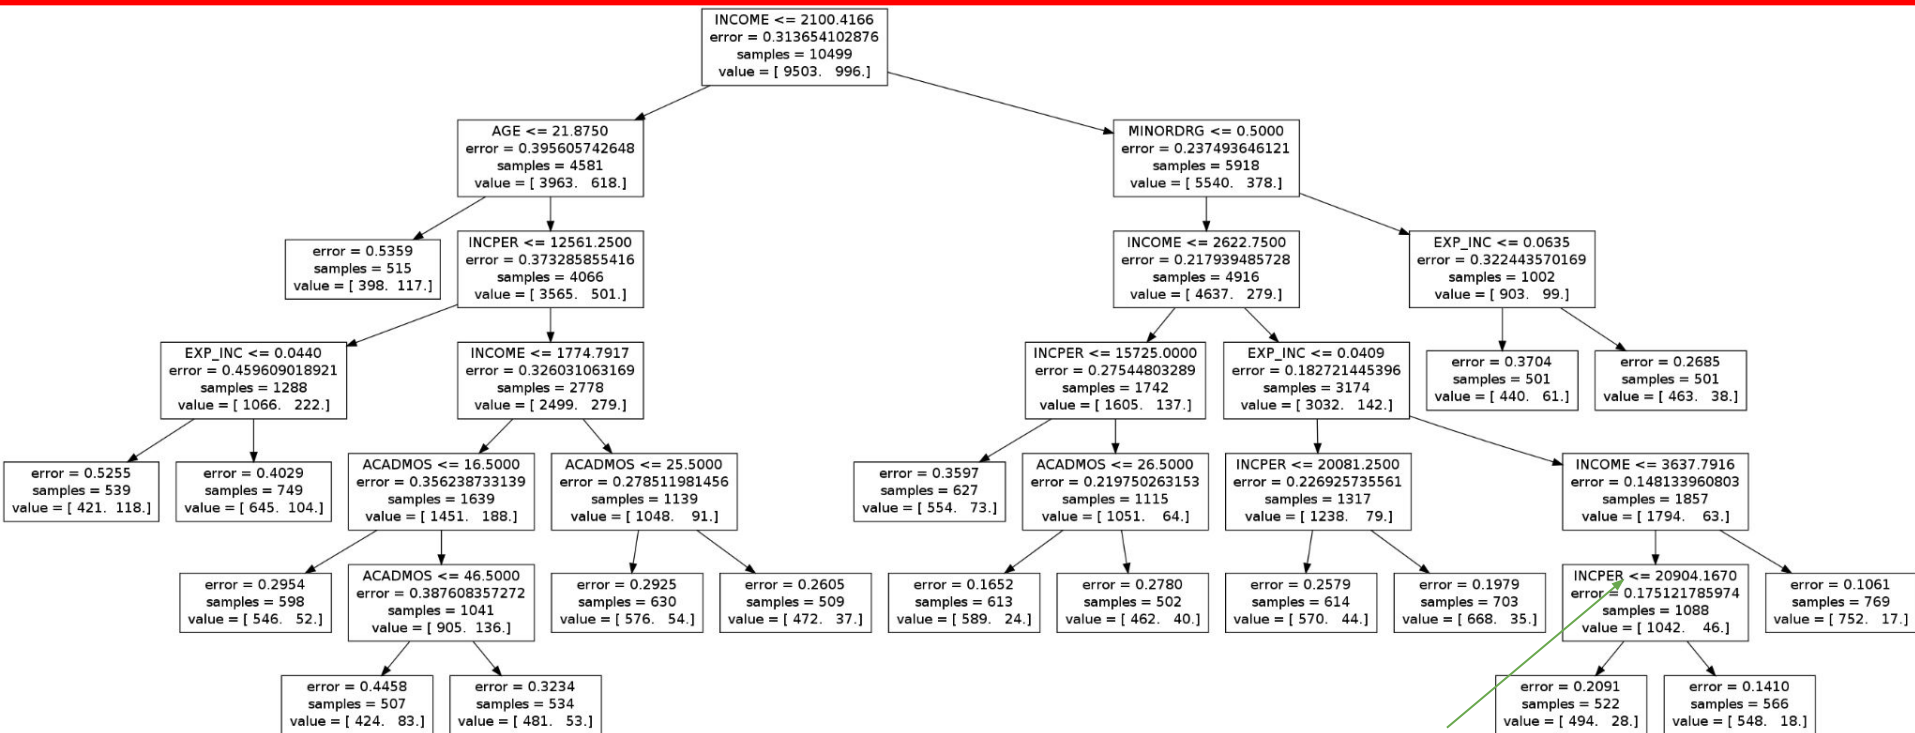 INCOME <= 2100.4166
error = 0.313654102876
samples = 10499
value = [ 9503. 996.]
AGE <= 21.8750
error = 0.395605742648
samples = 4581
value = [ 3963. 618.]
MINORDRG <= 0.5000
error = 0.237493646121
samples = 5918
value = [ 5540. 378.]
error = 0.5359
samples = 515
value = [ 398. 117.]
INCPER <= 12561.2500
error = 0.373285855416
samples = 4066
value = [ 3565. 501.]
INCOME <= 2622.7500
error = 0.217939485728
samples = 4916
value = [ 4637. 279.]
EXP_INC <= 0.0635
error = 0.322443570169
samples = 1002
value = [ 903. 99.]
EXP_INC <= 0.0440
error = 0.459609018921
samples = 1288
value = [ 1066. 222.]
INCOME <= 1774.7917
error = 0.326031063169
samples = 2778
value = [ 2499. 279.]
INCPER <= 15725.0000
error = 0.27544803289
samples = 1742
value = [ 1605. 137.]
EXP_INC <= 0.0409
error = 0.182721445396
samples = 3174
value = [ 3032. 142.]
error = 0.3704
samples = 501
value = [ 440. 61.]
error = 0.2685
samples = 501
value = [ 463. 38.]
error = 0.5255
samples = 539
value = [ 421. 118.]
error = 0.4029
samples = 749
value = [ 645. 104.]
ACADMOS <= 16.5000
error = 0.356238733139
samples = 1639
value = [ 1451. 188.]
ACADMOS <= 25.5000
error = 0.278511981456
samples = 1139
value = [ 1048. 91.]
error = 0.3597
samples = 627
value = [ 554. 73.]
ACADMOS <= 26.5000
error = 0.219750263153
samples = 1115
value = [ 1051. 64.]
INCPER <= 20081.2500
error = 0.226925735561
samples = 1317
value = [ 1238. 79.]
INCOME <= 3637.7916
error = 0.148133960803
samples = 1857
value = [ 1794. 63.]
error = 0.2954
samples = 598
value = [ 546. 52.]
ACADMOS <= 46.5000
error = 0.387608357272
samples = 1041
value = [ 905. 136.]
error = 0.2925
samples = 630
value = [ 576. 54.]
error = 0.2605
samples = 509
value = [ 472. 37.]
error = 0.1652
samples = 613
value = [ 589. 24.]
error = 0.2780
samples = 502
value = [ 462. 40.]
error = 0.2579
samples = 614
value = [ 570. 44.]
error = 0.1979
samples = 703
value = [ 668. 35.]
INCPER <= 20904.1670
error = 0.175121785974
samples = 1088
value = [ 1042. 46.]
error = 0.1061
samples = 769
value = [ 752. 17.]
error = 0.4458
samples = 507
value = [ 424. 83.]
error = 0.3234
samples = 534
value = [ 481. 53.]
error = 0.2091
samples = 522
value = [ 494. 28.]
error = 0.1410
samples = 566
value = [ 548. 18.]